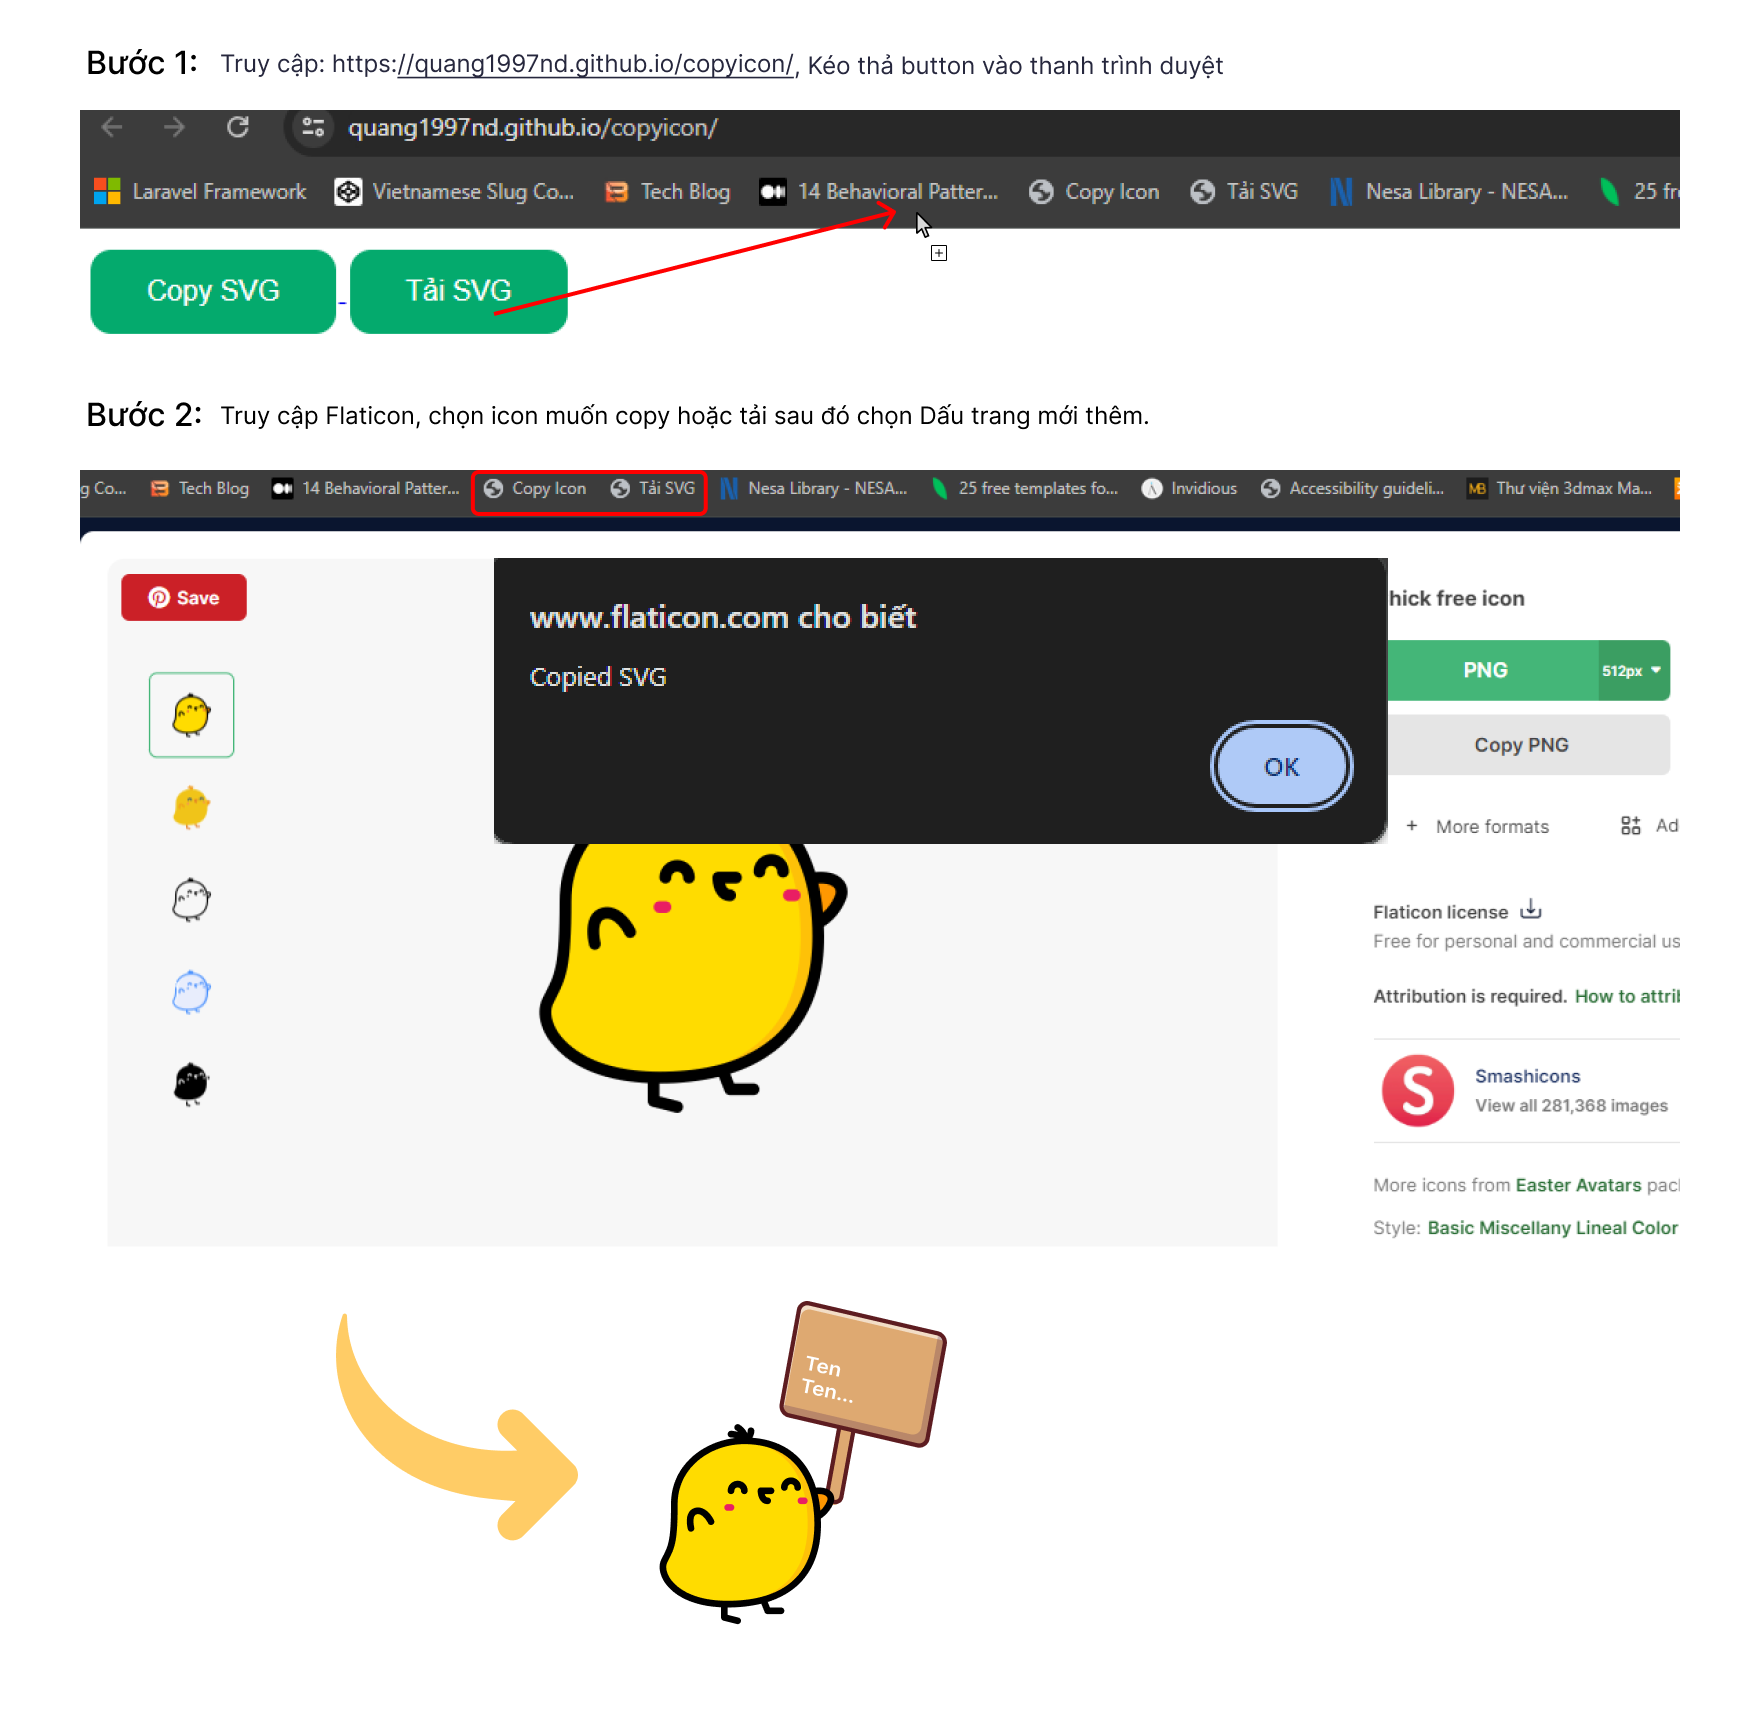 Bước 1: Truy cập: https://quang1997nd.github.io/copyicon/, Kéo thả button vào thanh trình duyệt
quang1997nd.github.io/copyicon/
Laravel Framework Vietnamese Slug Co... Tech Blog 14 Behavioral Patter... Copy Icon Tải SVG Nesa Library - NESA... 25 fr
Copy SVG - Tải SVG
Bước 2: Truy cập Flaticon, chọn icon muốn copy hoặc tải sau đó chọn Dấu trang mới thêm.
g Co... Tech Blog 14 Behavioral Patter... Copy Icon Tải SVG Nesa Library - NESA... 25 free templates fo... Invidious Accessibility guideli... MB Thư viện 3dmax Ma...
Save
www.flaticon.com cho biết
Copied SVG
OK
hick free icon
PNG 512px
Copy PNG
+ More formats Ad
Flaticon license
Free for personal and commercial us
Attribution is required. How to attri
S Smashicons
View all 281,368 images
More icons from Easter Avatars pac
Style: Basic Miscellany Lineal Color
Ten
Ten...